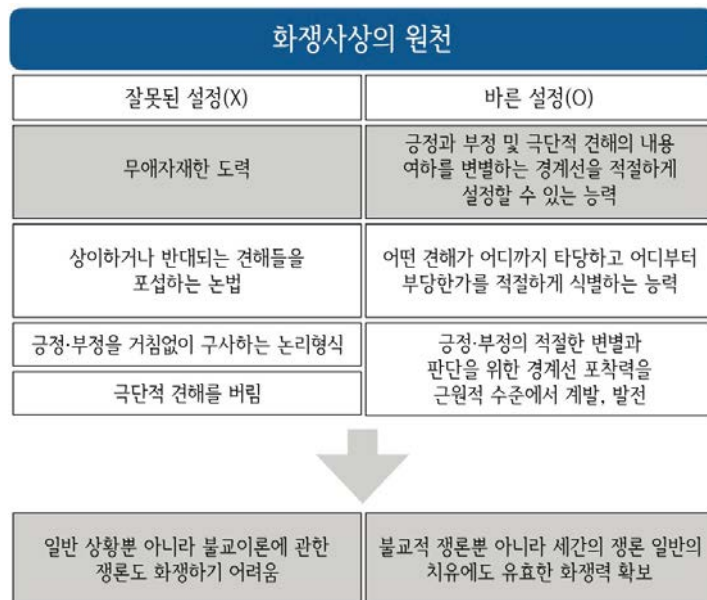 화쟁사상의 원천
잘못된 설정(X)
바른 설정(O)
무애자재한 도력
긍정과 부정 및 극단적 견해의 내용
여하를 변별하는 경계선을 적절하게
설정할 수 있는 능력
상이하거나 반대되는 견해들을
포섭하는 논법
어떤 견해가 어디까지 타당하고 어디부터
부당한가를 적절하게 식별하는 능력
긍정·부정을 거침없이 구사하는 논리형식
극단적 견해를 버림
긍정·부정의 적절한 변별과
판단을 위한 경계선 포착력을
근원적 수준에서 계발, 발전
일반 상황뿐 아니라 불교이론에 관한
쟁론도 화쟁하기 어려움
불교적 쟁론뿐 아니라 세간의 쟁론 일반의
치유에도 유효한 화쟁력 확보